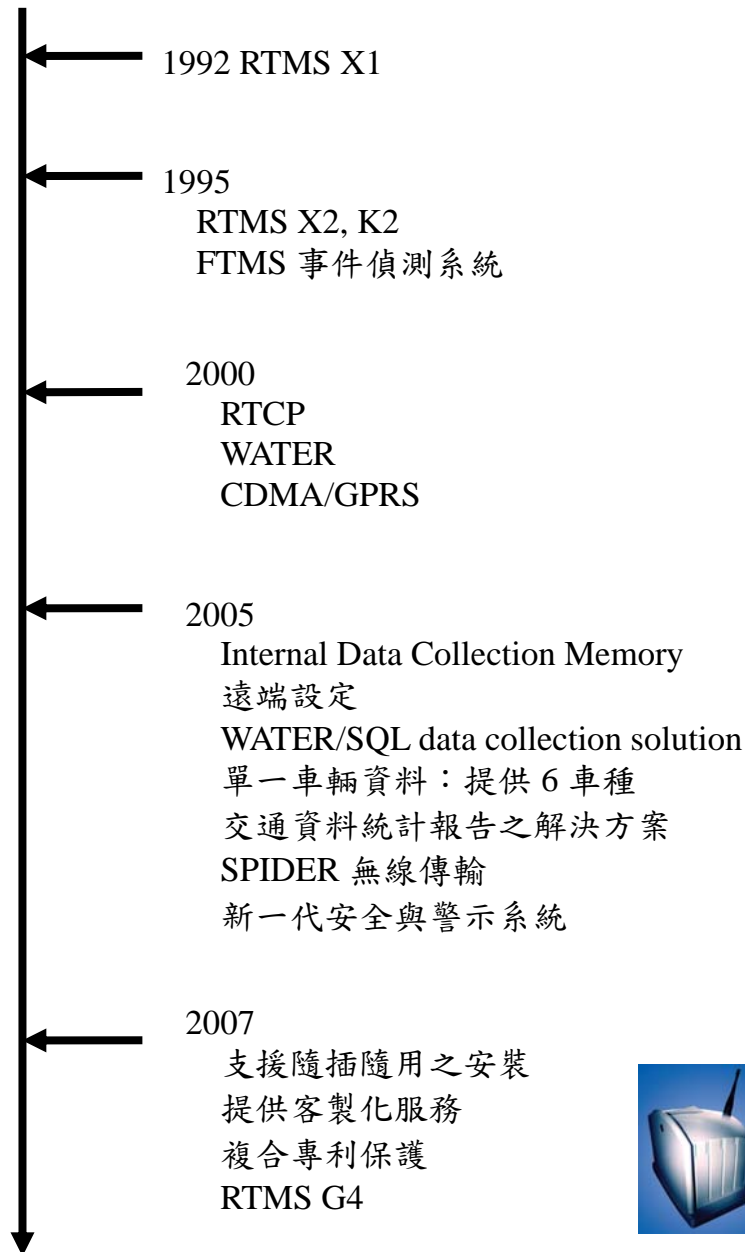 1992 RTMS X1
1995
RTMS X2, K2
FTMS 事件偵測系統
2000
RTCP
WATER
CDMA/GPRS
2005
Internal Data Collection Memory
遠端設定
WATER/SQL data collection solution
單一車輛資料：提供 6 車種
交通資料統計報告之解決方案
SPIDER 無線傳輸
新一代安全與警示系統
2007
支援隨插隨用之安裝
提供客製化服務
複合專利保護
RTMS G4